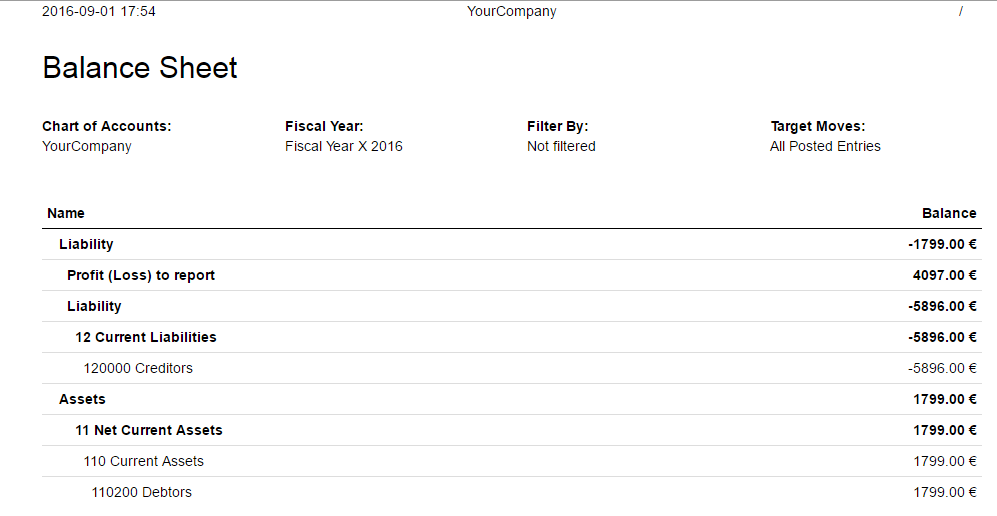 2016-09-01 17:54 YourCompany /
Balance Sheet
Chart of Accounts: Fiscal Year: Filter By: Target Moves:
YourCompany Fiscal Year X 2016 Not filtered All Posted Entries
Name Balance
Liability -1799.00 €
Profit (Loss) to report 4097.00 €
Liability -5896.00 €
12 Current Liabilities -5896.00 €
120000 Creditors -5896.00 €
Assets 1799.00 €
11 Net Current Assets 1799.00 €
110 Current Assets 1799.00 €
110200 Debtors 1799.00 €